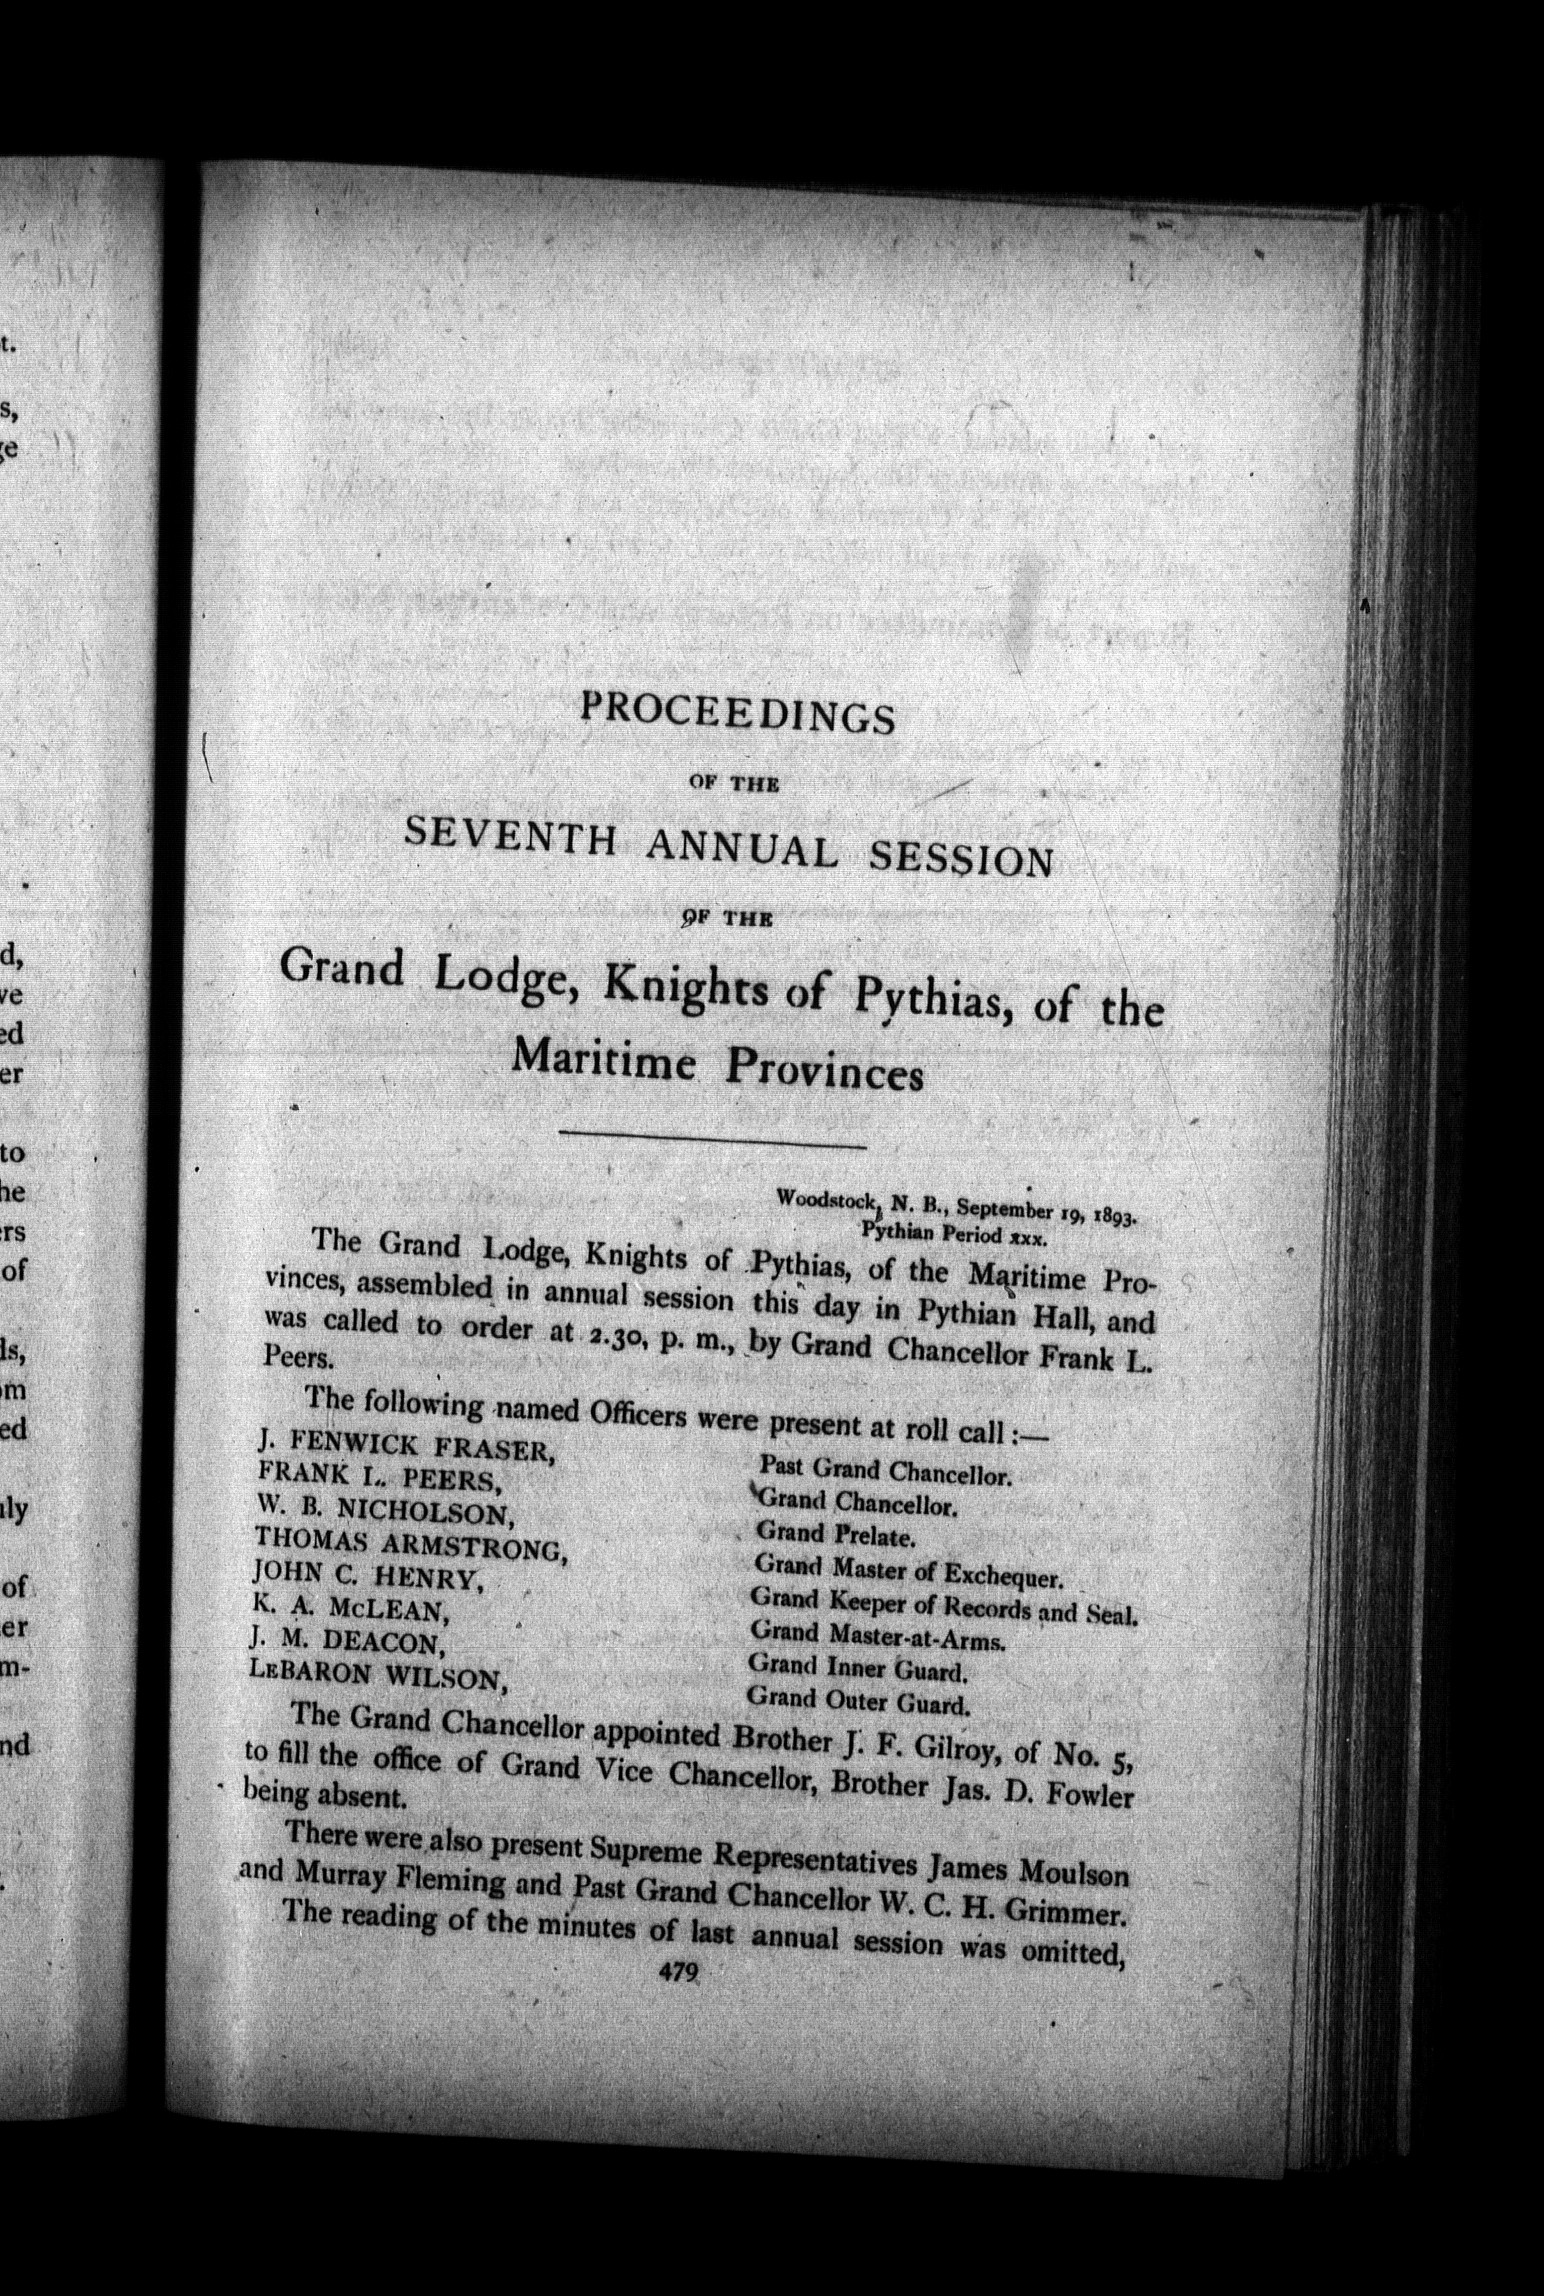 PROCEEDINGS
OF THE
SEVENTH ANNUAL SESSION
OF THE
Grand Lodge, Knights of Pythias, of the
Maritime Provinces
Woodstock, N. B., September 19, 1893.
Pythian Period xxx.
The Grand Lodge, Knights of Pythias, of the Maritime Pro-
vinces, assembled in annual session this day in Pythian Hall, and
was called to order at 2.30, p. m., by Grand Chancellor Frank L.
Peers.
The following named Officers were present at roll call :—
J. FENWICK FRASER, Past Grand Chancellor.
FRANK L. PEERS, Grand Chancellor.
W. B. NICHOLSON, Grand Prelate.
THOMAS ARMSTRONG, Grand Master of Exchequer.
JOHN C. HENRY, Grand Keeper of Records and Seal.
K. A. McLEAN, Grand Master-at-Arms.
J. M. DEACON, Grand Inner Guard.
LeBARON WILSON, Grand Outer Guard.
The Grand Chancellor appointed Brother J. F. Gilroy, of No. 5,
to fill the office of Grand Vice Chancellor, Brother Jas. D. Fowler
being absent.
There were also present Supreme Representatives James Moulson
and Murray Fleming and Past Grand Chancellor W. C. H. Grimmer.
The reading of the minutes of last annual session was omitted,
479